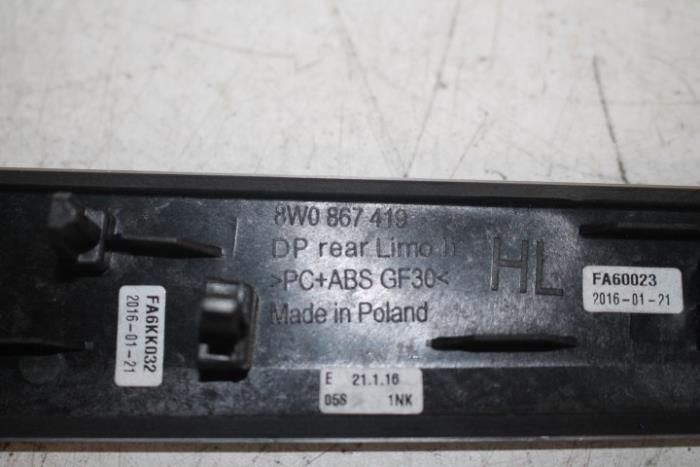 8W0 867 419
DP rear Limo II
>PC+ABS GF30<
Made in Poland
HL
FA60023
2016-01-21
FA6KK032
2016-01-21
E 21.1.16
05S 1NK